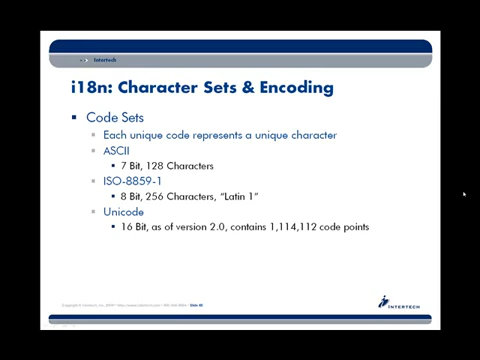 Intertech
i18n: Character Sets & Encoding
Code Sets
Each unique code represents a unique character
ASCII
7 Bit, 128 Characters
ISO-8859-1
8 Bit, 256 Characters, "Latin 1"
Unicode
16 Bit, as of version 2.0, contains 1,114,112 code points
INTERTECH